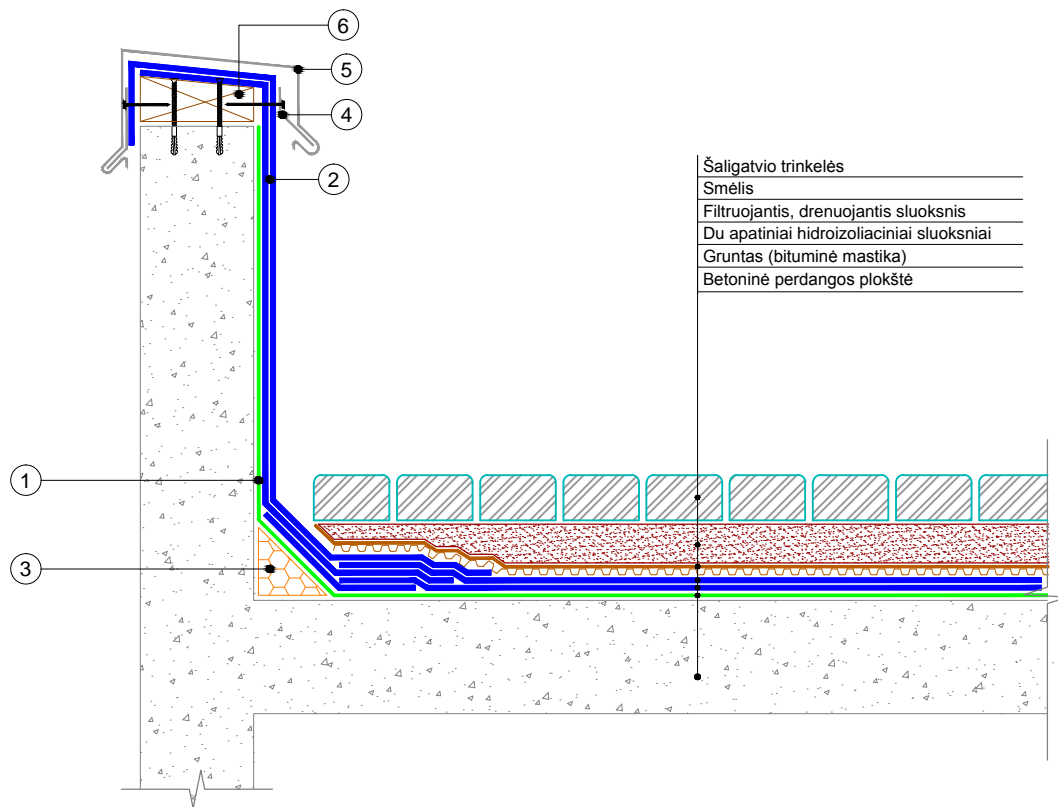 6
5
4
2
Šaligatvio trinkelės
Smėlis
Filtruojantis, drenuojantis sluoksnis
Du apatiniai hidroizoliaciniai sluoksniai
Gruntas (bituminė mastika)
Betoninė perdangos plokštė
1
3